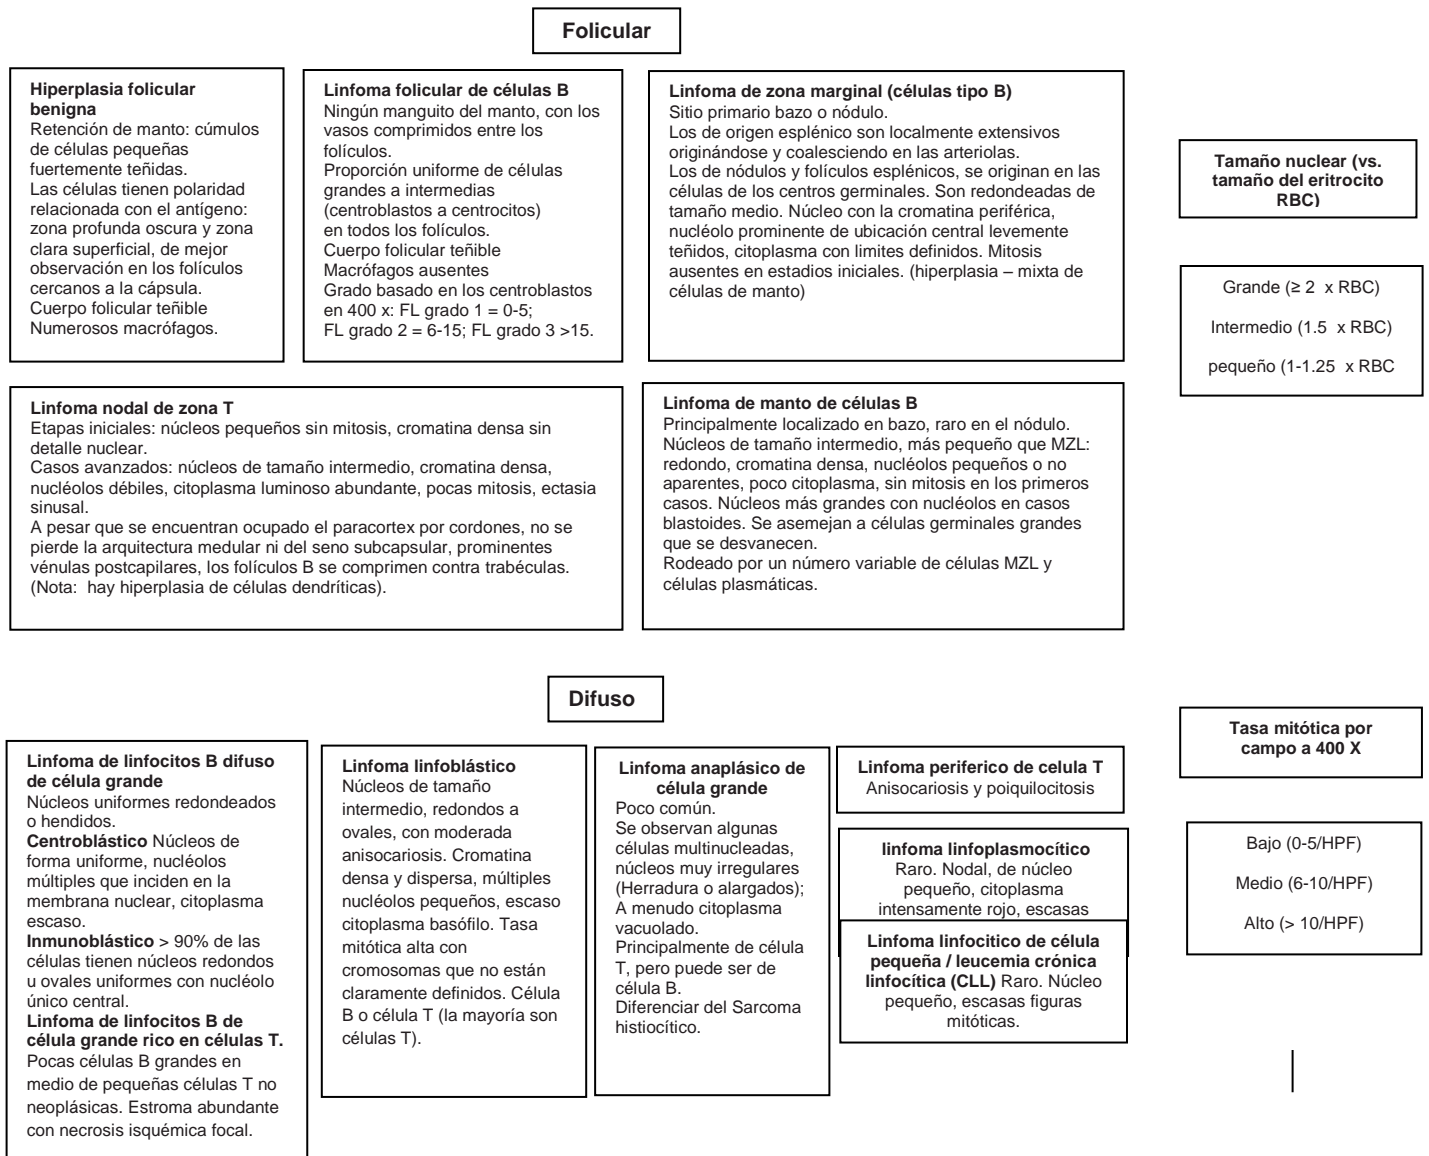 Folicular
Hiperplasia folicular
benigna
Retención de manto: cúmulos
de células pequeñas
fuertemente teñidas.
Las células tienen polaridad
relacionada con el antígeno:
zona profunda oscura y zona
clara superficial, de mejor
observación en los folículos
cercanos a la cápsula.
Cuerpo folicular teñible
Numerosos macrófagos.
Linfoma folicular de células B
Ningún manguito del manto, con los
vasos comprimidos entre los
folículos.
Proporción uniforme de células
grandes a intermedias
(centroblastos a centrocitos)
en todos los folículos.
Cuerpo folicular teñible
Macrófagos ausentes
Grado basado en los centroblastos
en 400 x: FL grado 1 = 0-5;
FL grado 2 = 6-15; FL grado 3 >15.
Linfoma de zona marginal (células tipo B)
Sitio primario bazo o nódulo.
Los de origen esplénico son localmente extensivos
originándose y coalesciendo en las arteriolas.
Los de nódulos y folículos esplénicos, se originan en las
células de los centros germinales. Son redondeadas de
tamaño medio. Núcleo con la cromatina periférica,
nucléolo prominente de ubicación central levemente
teñidos, citoplasma con limites definidos. Mitosis
ausentes en estadios iniciales. (hiperplasia – mixta de
células de manto)
Tamaño nuclear (vs.
tamaño del eritrocito
RBC)
Grande (≥ 2 x RBC)
Intermedio (1.5 x RBC)
pequeño (1-1.25 x RBC
Linfoma nodal de zona T
Etapas iniciales: núcleos pequeños sin mitosis, cromatina densa sin
detalle nuclear.
Casos avanzados: núcleos de tamaño intermedio, cromatina densa,
nucléolos débiles, citoplasma luminoso abundante, pocas mitosis, ectasia
sinusal.
A pesar que se encuentran ocupado el paracortex por cordones, no se
pierde la arquitectura medular ni del seno subcapsular, prominentes
vénulas postcapilares, los folículos B se comprimen contra trabéculas.
(Nota: hay hiperplasia de células dendríticas).
Linfoma de manto de células B
Principalmente localizado en bazo, raro en el nódulo.
Núcleos de tamaño intermedio, más pequeño que MZL:
redondo, cromatina densa, nucléolos pequeños o no
aparentes, poco citoplasma, sin mitosis en los primeros
casos. Núcleos más grandes con nucléolos en casos
blastoides. Se asemejan a células germinales grandes
que se desvanecen.
Rodeado por un número variable de células MZL y
células plasmáticas.
Difuso
Linfoma de linfocitos B difuso
de célula grande
Núcleos uniformes redondeados
o hendidos.
Centroblástico Núcleos de
forma uniforme, nucléolos
múltiples que inciden en la
membrana nuclear, citoplasma
escaso.
Inmunoblástico > 90% de las
células tienen núcleos redondos
u ovales uniformes con nucléolo
único central.
Linfoma de linfocitos B de
célula grande rico en células T.
Pocas células B grandes en
medio de pequeñas células T no
neoplásicas. Estroma abundante
con necrosis isquémica focal.
Linfoma linfoblástico
Núcleos de tamaño
intermedio, redondos a
ovales, con moderada
anisocariosis. Cromatina
densa y dispersa, múltiples
nucléolos pequeños, escaso
citoplasma basófilo. Tasa
mitótica alta con
cromosomas que no están
claramente definidos. Célula
B o célula T (la mayoría son
células T).
Linfoma anaplásico de
célula grande
Poco común.
Se observan algunas
células multinucleadas,
núcleos muy irregulares
(Herradura o alargados);
A menudo citoplasma
vacuolado.
Principalmente de célula
T, pero puede ser de
célula B.
Diferenciar del Sarcoma
histiocítico.
Linfoma periferico de celula T
Anisocariosis y poiquilocitosis
linfoma linfoplasmocítico
Raro. Nodal, de núcleo
pequeño, citoplasma
intensamente rojo, escasas
Linfoma linfocitico de célula
pequeña / leucemia crónica
linfocítica (CLL) Raro. Núcleo
pequeño, escasas figuras
mitóticas.
Tasa mitótica por
campo a 400 X
Bajo (0-5/HPF)
Medio (6-10/HPF)
Alto (> 10/HPF)